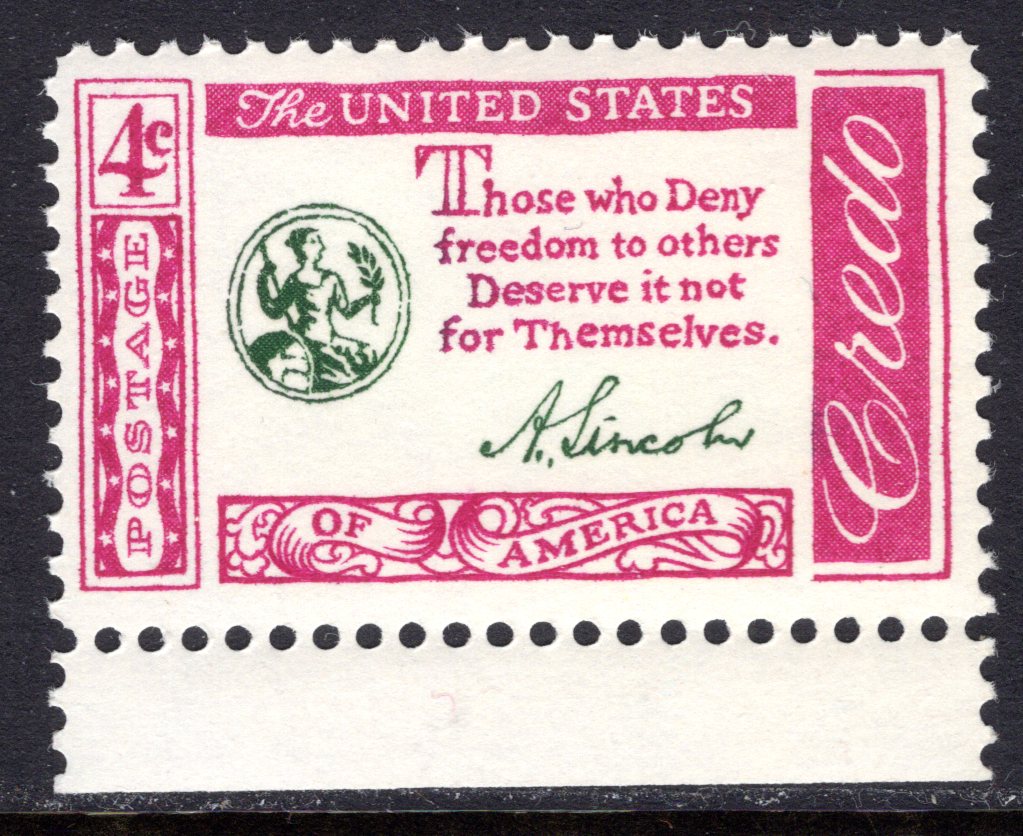 4¢
POSTAGE
The UNITED STATES
Those who Deny
freedom to others
Deserve it not
for Themselves.
A. Lincoln
OF AMERICA
Credo